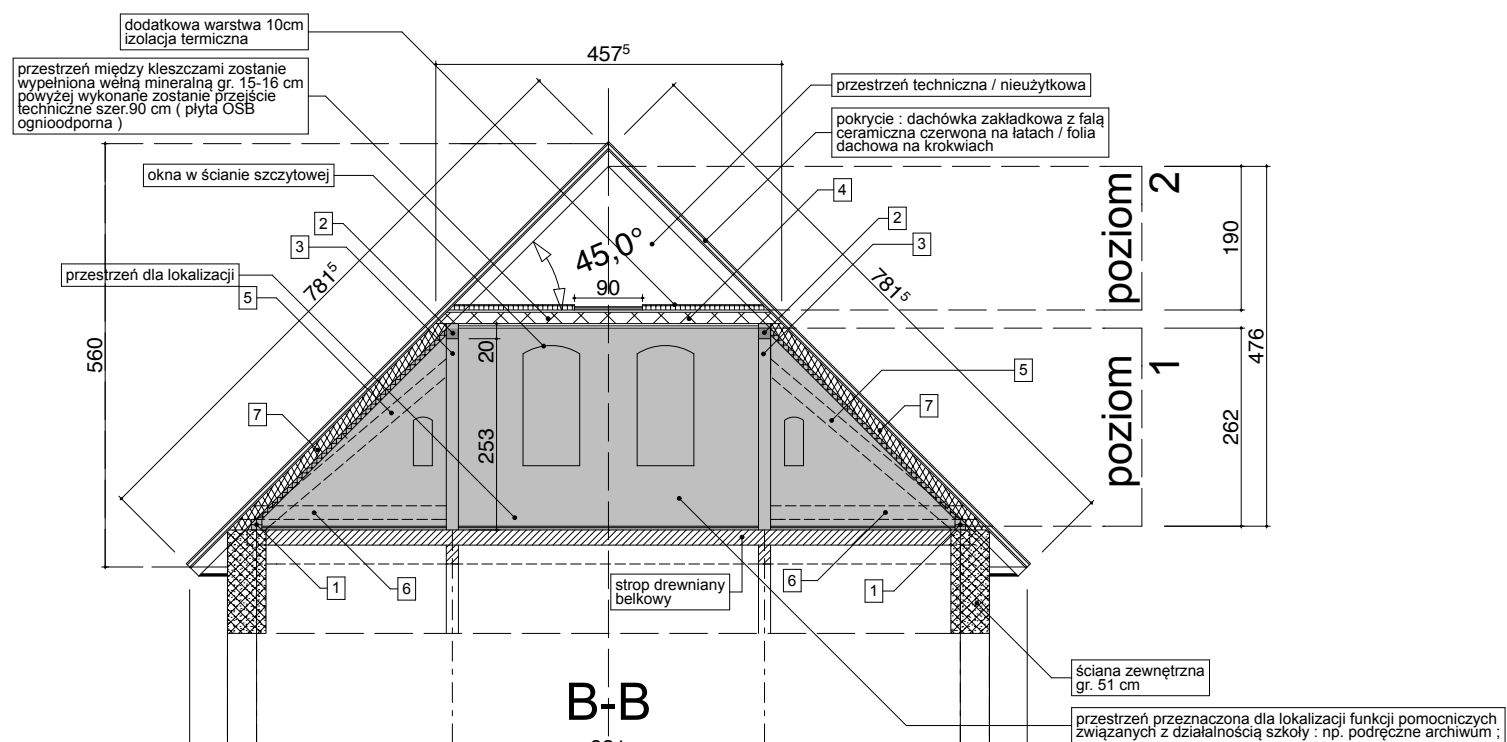 dodatkowa warstwa 10cm
izolacja termiczna
przestrzeń między kleszczami zostanie
wypełniona wełną mineralną gr. 15-16 cm
powyżej wykonane zostanie przejście
techniczne szer.90 cm ( płyta OSB
ognioodporna )
okna w ścianie szczytowej
przestrzeń dla lokalizacji
457⁵
przestrzeń techniczna / nieużytkowa
pokrycie : dachówka zakładkowa z falą
ceramiczna czerwona na łatach / folia
dachowa na krokwiach
2
3
5
7
1
6
4
2
3
5
7
6
1
781⁵
781⁵
45,0°
90
20
253
560
poziom 2
poziom 1
190
262
476
strop drewniany
belkowy
B-B
ściana zewnętrzna
gr. 51 cm
przestrzeń przeznaczona dla lokalizacji funkcji pomocniczych
związanych z działalnością szkoły : np. podręczne archiwum ;